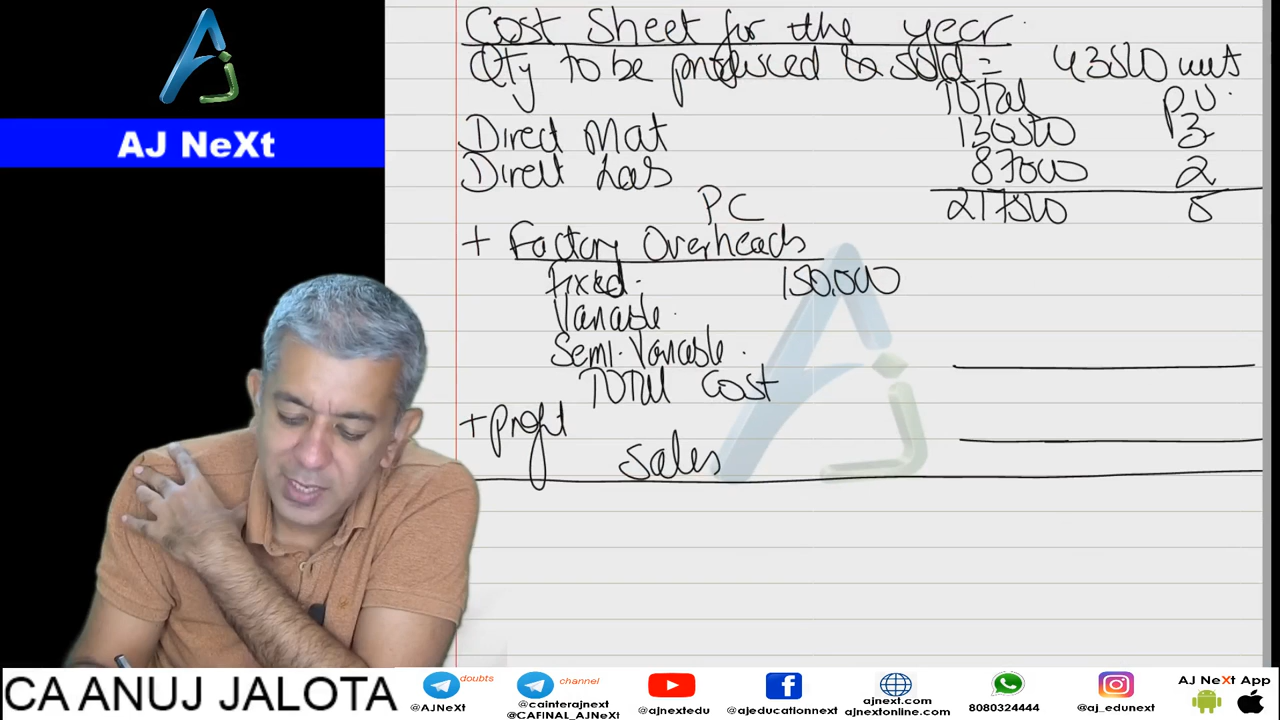 Cost Sheet for the year
Qty to be produced & sold = 43500 units
Total P.U.
Direct Mat 130500 3
Direct Lab 87000 2
PC 217500 5
+ Factory Overheads
Fixed. 150,000
Variable.
Semi-Variable.
TOTAL Cost
+ Profit
Sales
AJ NeXt
CA ANUJ JALOTA
doubts
@AJNeXt
channel
@cainterajnext
@CAFINAL_AJNeXt
@ajnextedu
@ajeducationnext
ajnext.com
ajnextonline.com
8080324444
@aj_edunext
AJ NeXt App